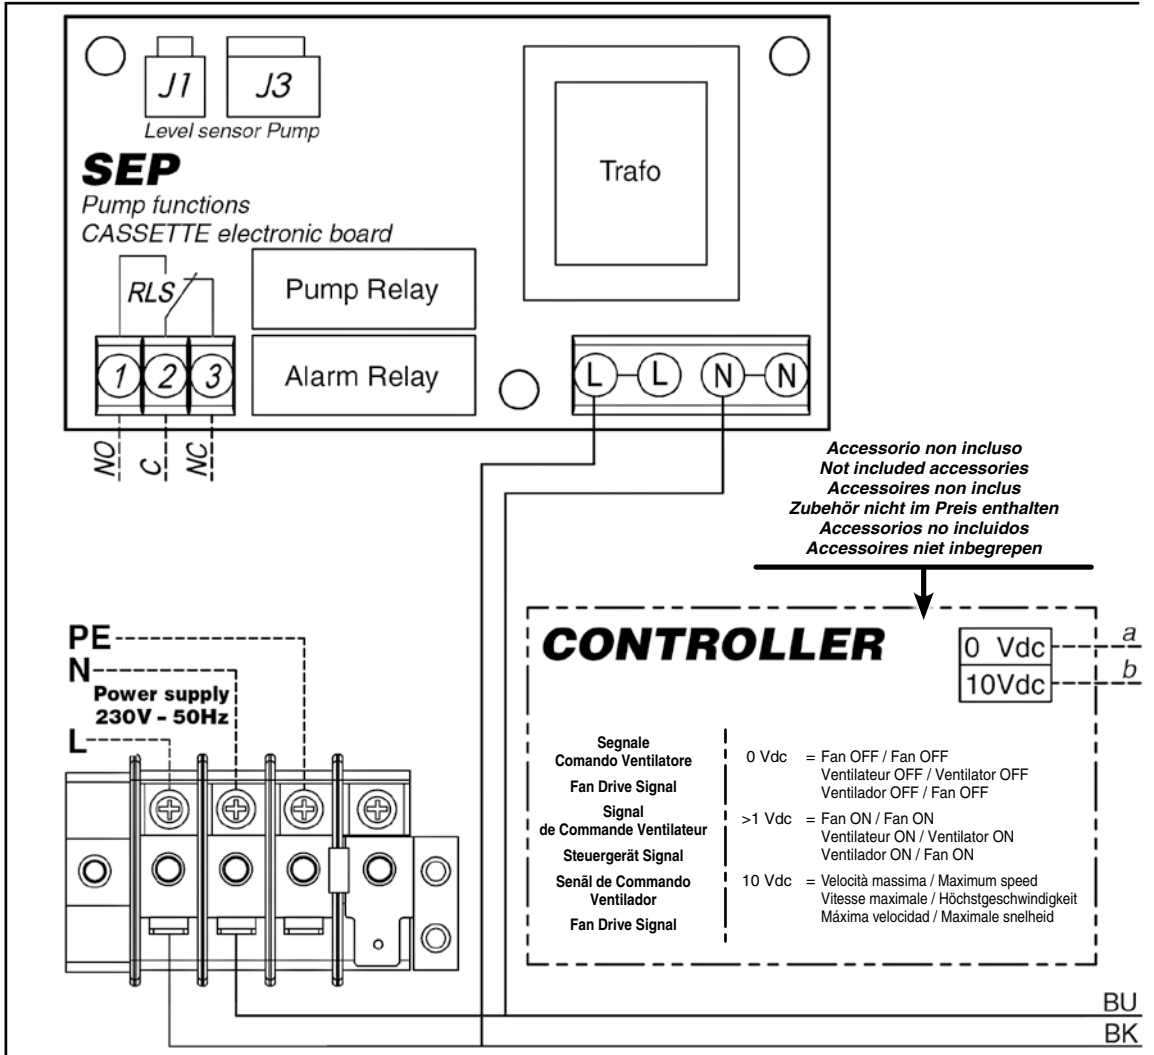 J1 J3
Level sensor Pump
SEP
Pump functions
CASSETTE electronic board
Trafo
RLS
Pump Relay
Alarm Relay
1 2 3
L L N N
NO C NC
Accessorio non incluso
Not included accessories
Accessoires non inclus
Zubehör nicht im Preis enthalten
Accessorios no incluidos
Accessoires niet inbegrepen
PE
N
Power supply
230V - 50Hz
L
CONTROLLER
0 Vdc a
10Vdc b
Segnale
Comando Ventilatore
Fan Drive Signal
Signal
de Commande Ventilateur
Steuergerät Signal
Senãl de Commando
Ventilador
Fan Drive Signal
0 Vdc = Fan OFF / Fan OFF
Ventilateur OFF / Ventilator OFF
Ventilador OFF / Fan OFF
>1 Vdc = Fan ON / Fan ON
Ventilateur ON / Ventilator ON
Ventilador ON / Fan ON
10 Vdc = Velocità massima / Maximum speed
Vitesse maximale / Höchstgeschwindigkeit
Máxima velocidad / Maximale snelheid
BU
BK